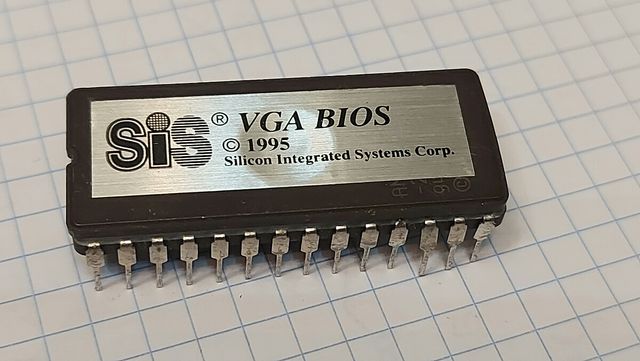 SiS® VGA BIOS
© 1995
Silicon Integrated Systems Corp.